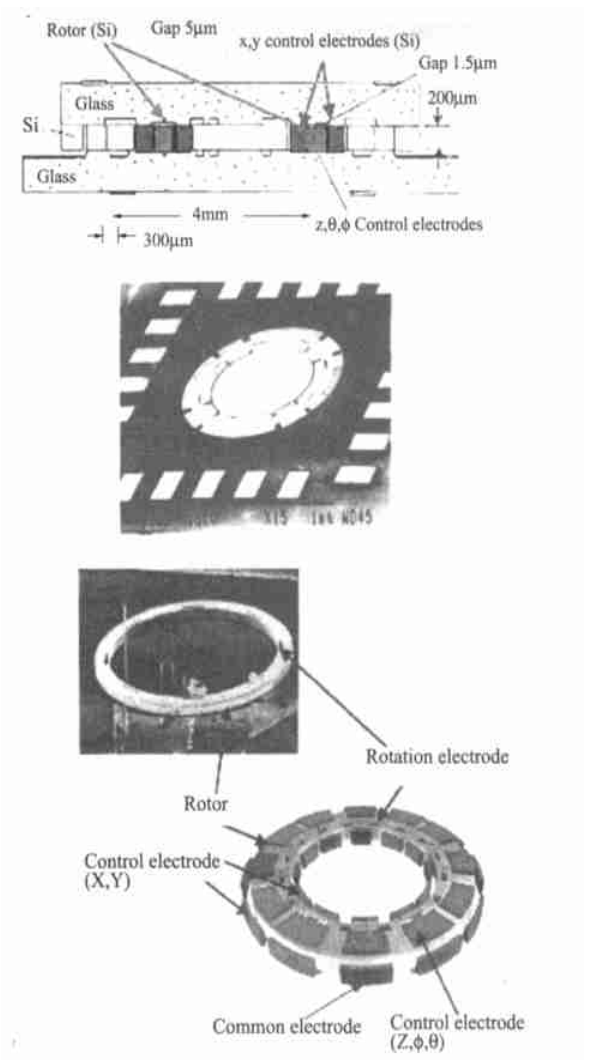 Rotor (Si)
Gap 5μm
x,y control electrodes (Si)
Gap 1.5μm
Glass
200μm
Si
Glass
4mm
z,θ,ϕ Control electrodes
300μm
X15
WD45
Rotation electrode
Rotor
Control electrode
(X,Y)
Common electrode
Control electrode
(Z,ϕ,θ)